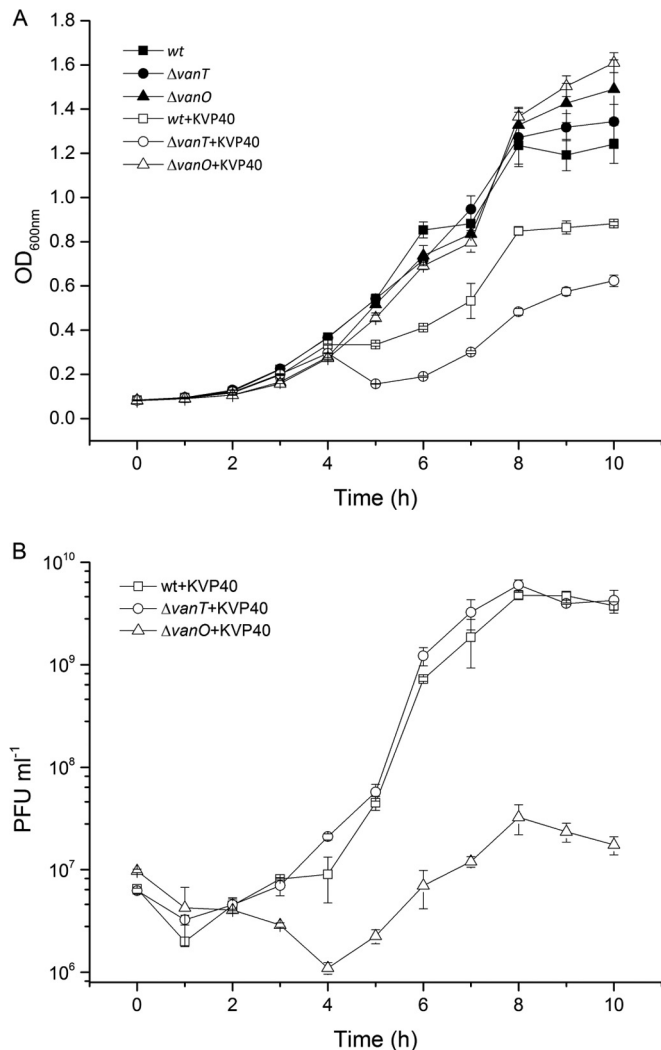 A
wt
ΔvanT
ΔvanO
wt+KVP40
ΔvanT+KVP40
ΔvanO+KVP40
OD600nm
1.8
1.6
1.4
1.2
1.0
0.8
0.6
0.4
0.2
0.0
0 2 4 6 8 10
Time (h)
B
wt+KVP40
ΔvanT+KVP40
ΔvanO+KVP40
PFU ml⁻¹
10¹⁰
10⁹
10⁸
10⁷
10⁶
0 2 4 6 8 10
Time (h)